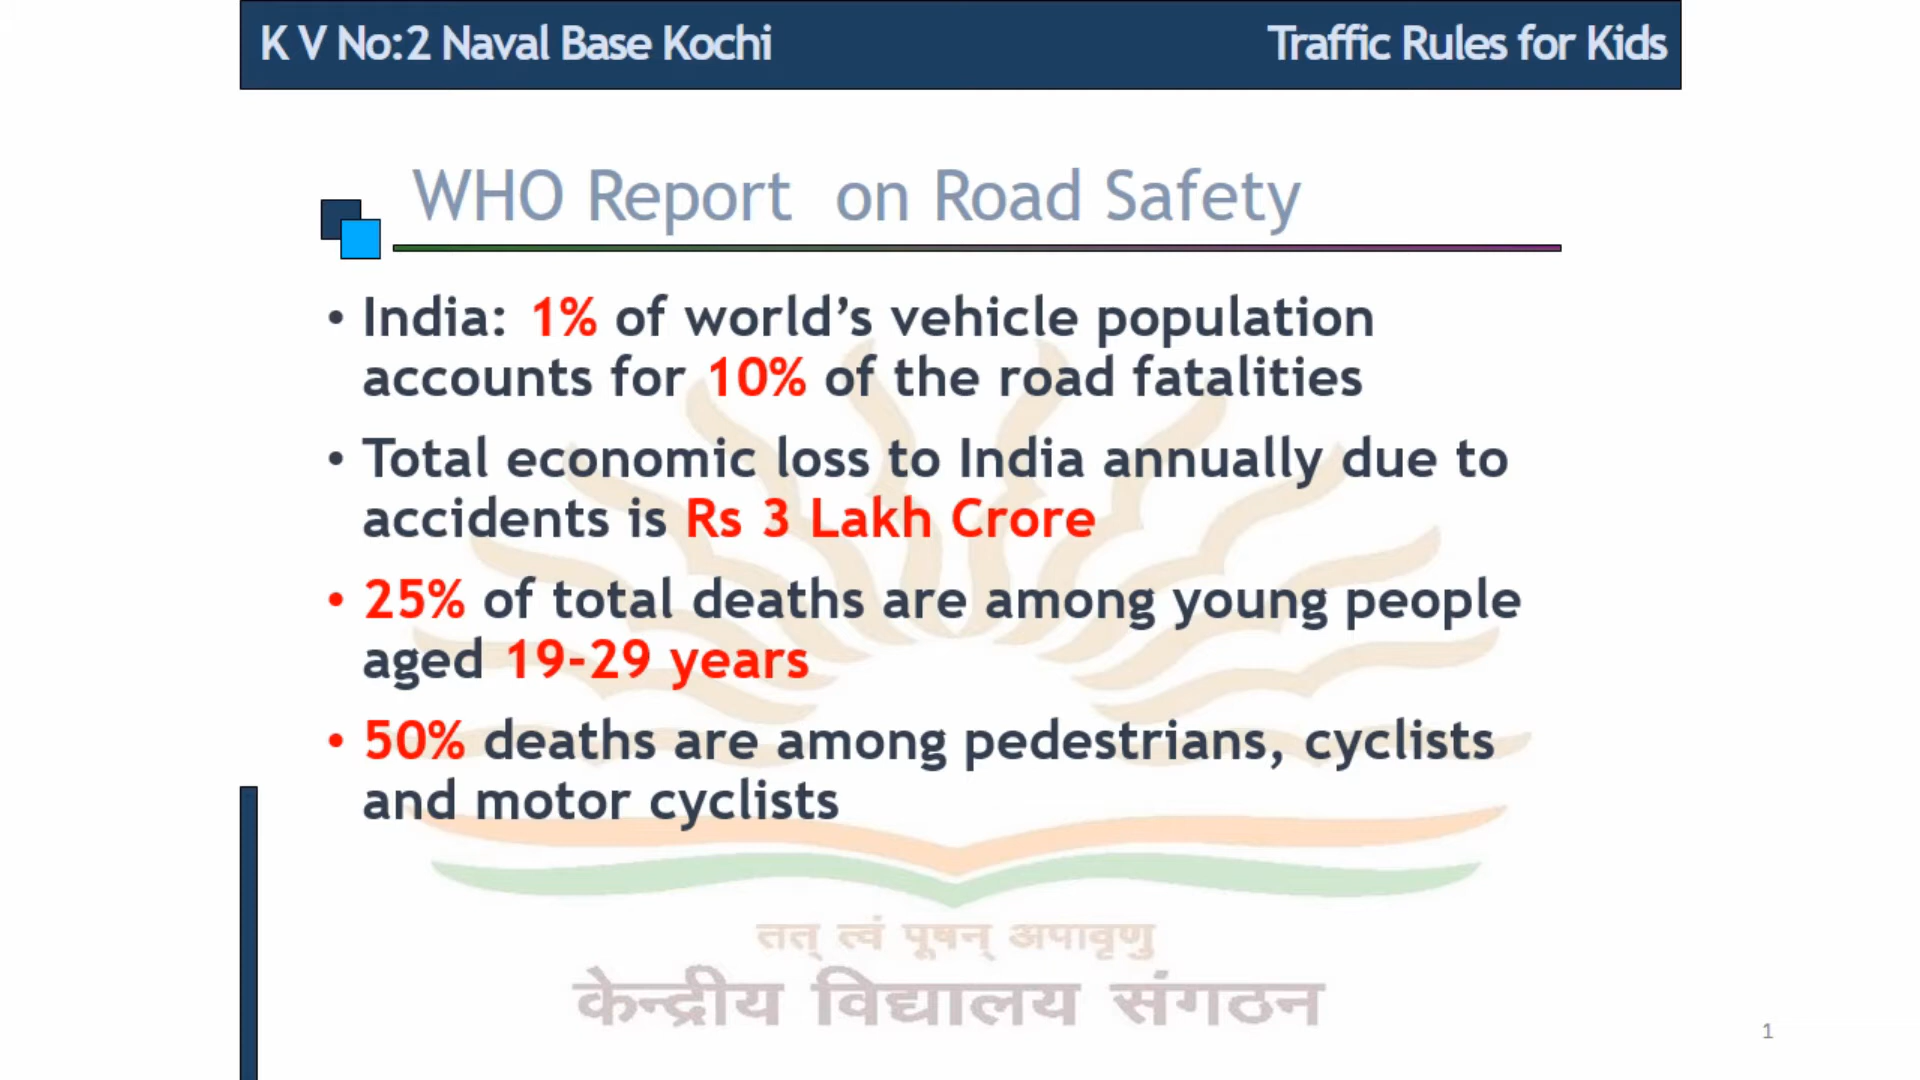 K V No:2 Naval Base Kochi Traffic Rules for Kids
WHO Report on Road Safety
• India: 1% of world’s vehicle population
accounts for 10% of the road fatalities
• Total economic loss to India annually due to
accidents is Rs 3 Lakh Crore
• 25% of total deaths are among young people
aged 19-29 years
• 50% deaths are among pedestrians, cyclists
and motor cyclists
तत् त्वं पूषन् अपावृणु
केन्द्रीय विद्यालय संगठन
1